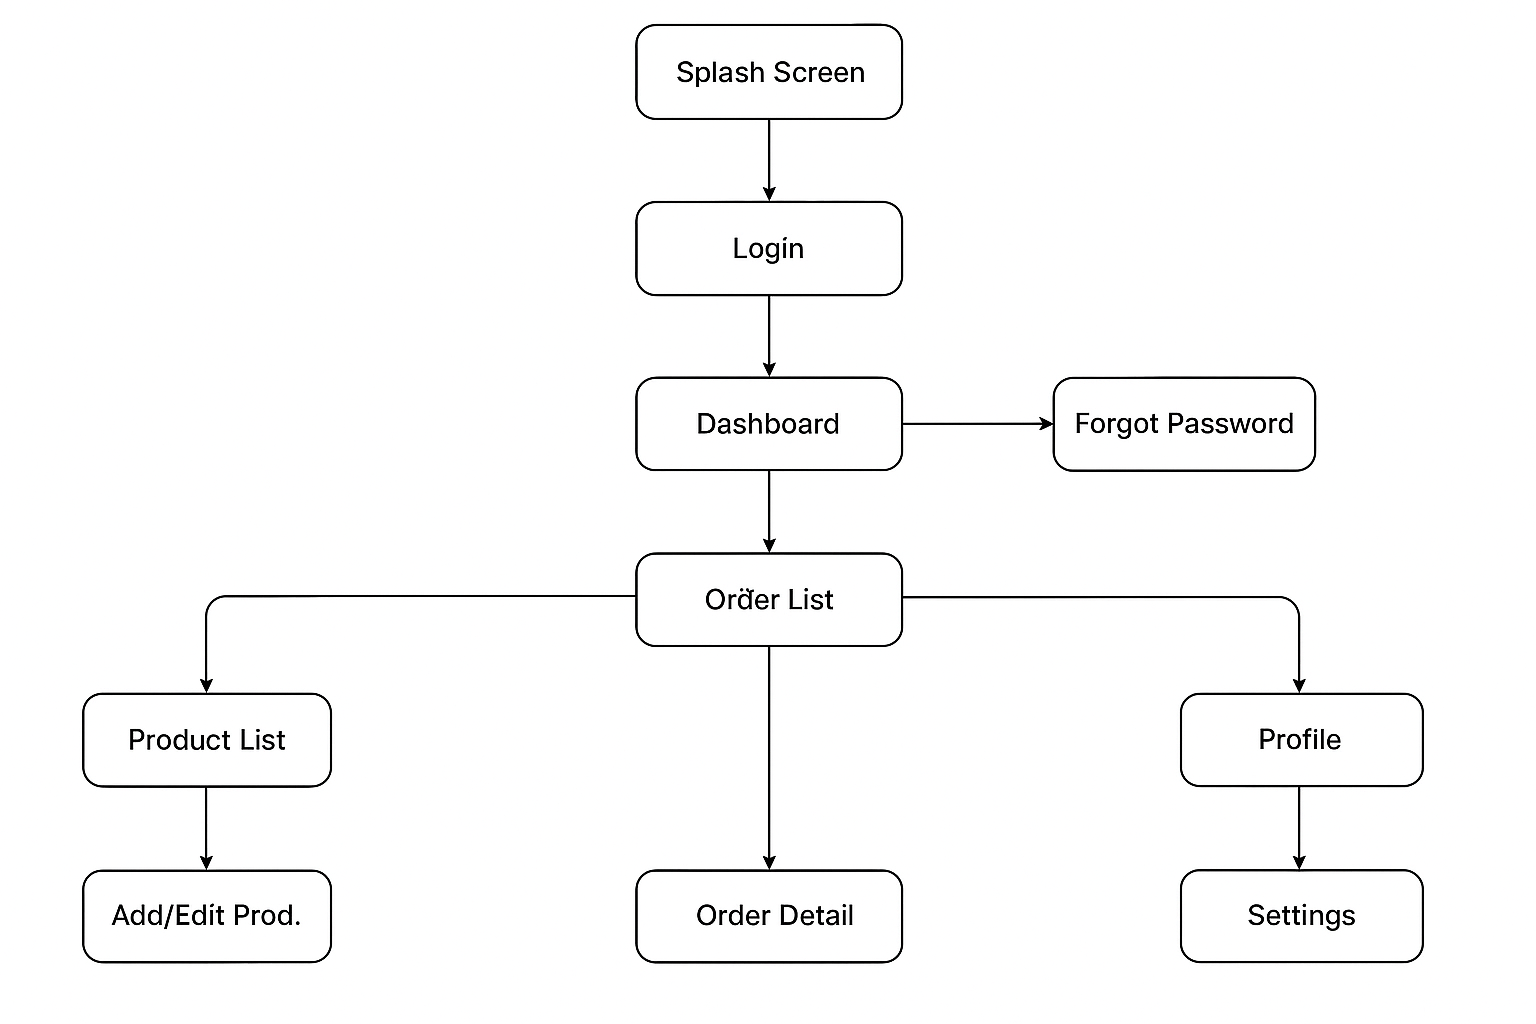 Splash Screen
Login
Dashboard
Forgot Password
Order List
Product List
Profile
Add/Edit Prod.
Order Detail
Settings